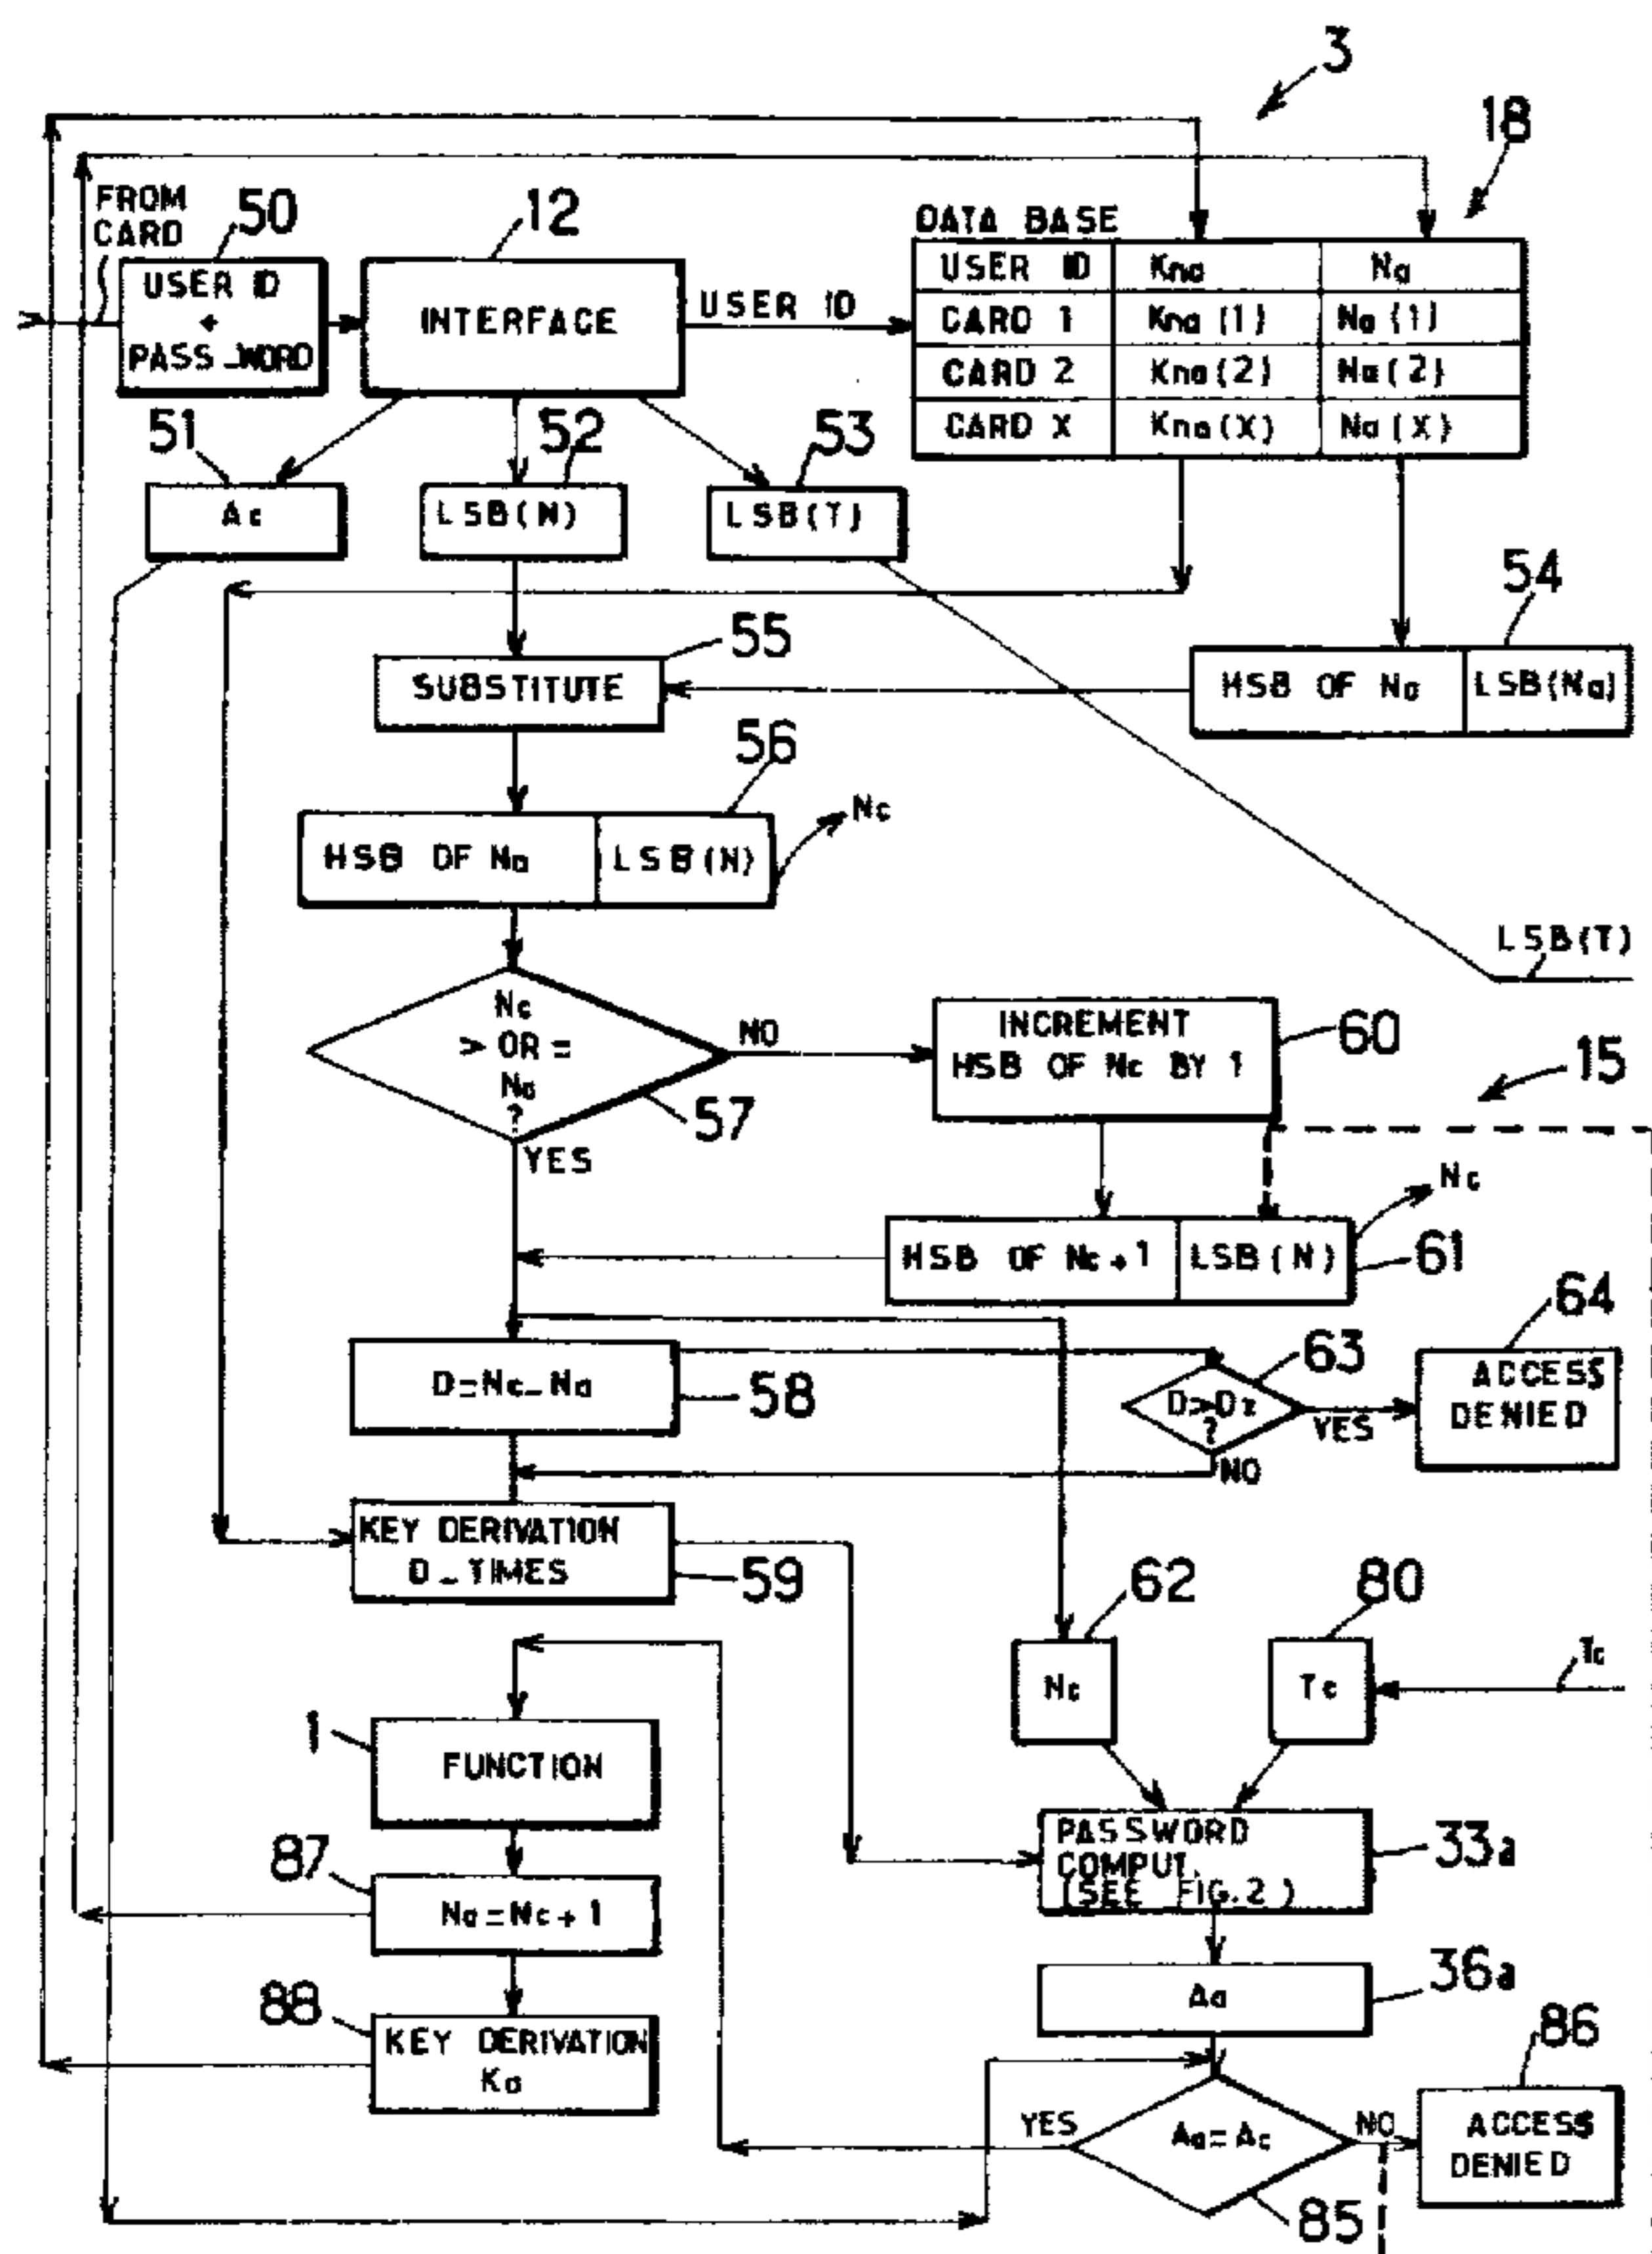 3
18
FROM
CARD
50
12
DATA BASE
USER ID
+
PASS_WORD
INTERFACE
USER ID
USER ID Kna Na
CARD 1 Kna (1) Na (1)
CARD 2 Kna (2) Na (2)
CARD X Kna (X) Na (X)
51
52
53
Ac
LSB(N)
LSB(T)
54
55
SUBSTITUTE
HSB OF Na LSB(Na)
56
HSB OF Na LSB(N)
Nc
LSB(T)
Nc
> OR =
Na
?
57
NO
YES
INCREMENT
HSB OF Nc BY 1
60
15
HSB OF Nc+1 LSB(N)
Nc
61
64
D=Nc_Na
58
63
?
YES
NO
ACCESS
DENIED
KEY DERIVATION
D_TIMES
59
62
80
Nc
Tc
Tc
1
FUNCTION
PASSWORD
COMPUT.
(SEE FIG.2)
33a
87
Na=Nc+1
Aa
36a
88
KEY DERIVATION
Ka
86
YES
Aa=Ac
NO
ACCESS
DENIED
85